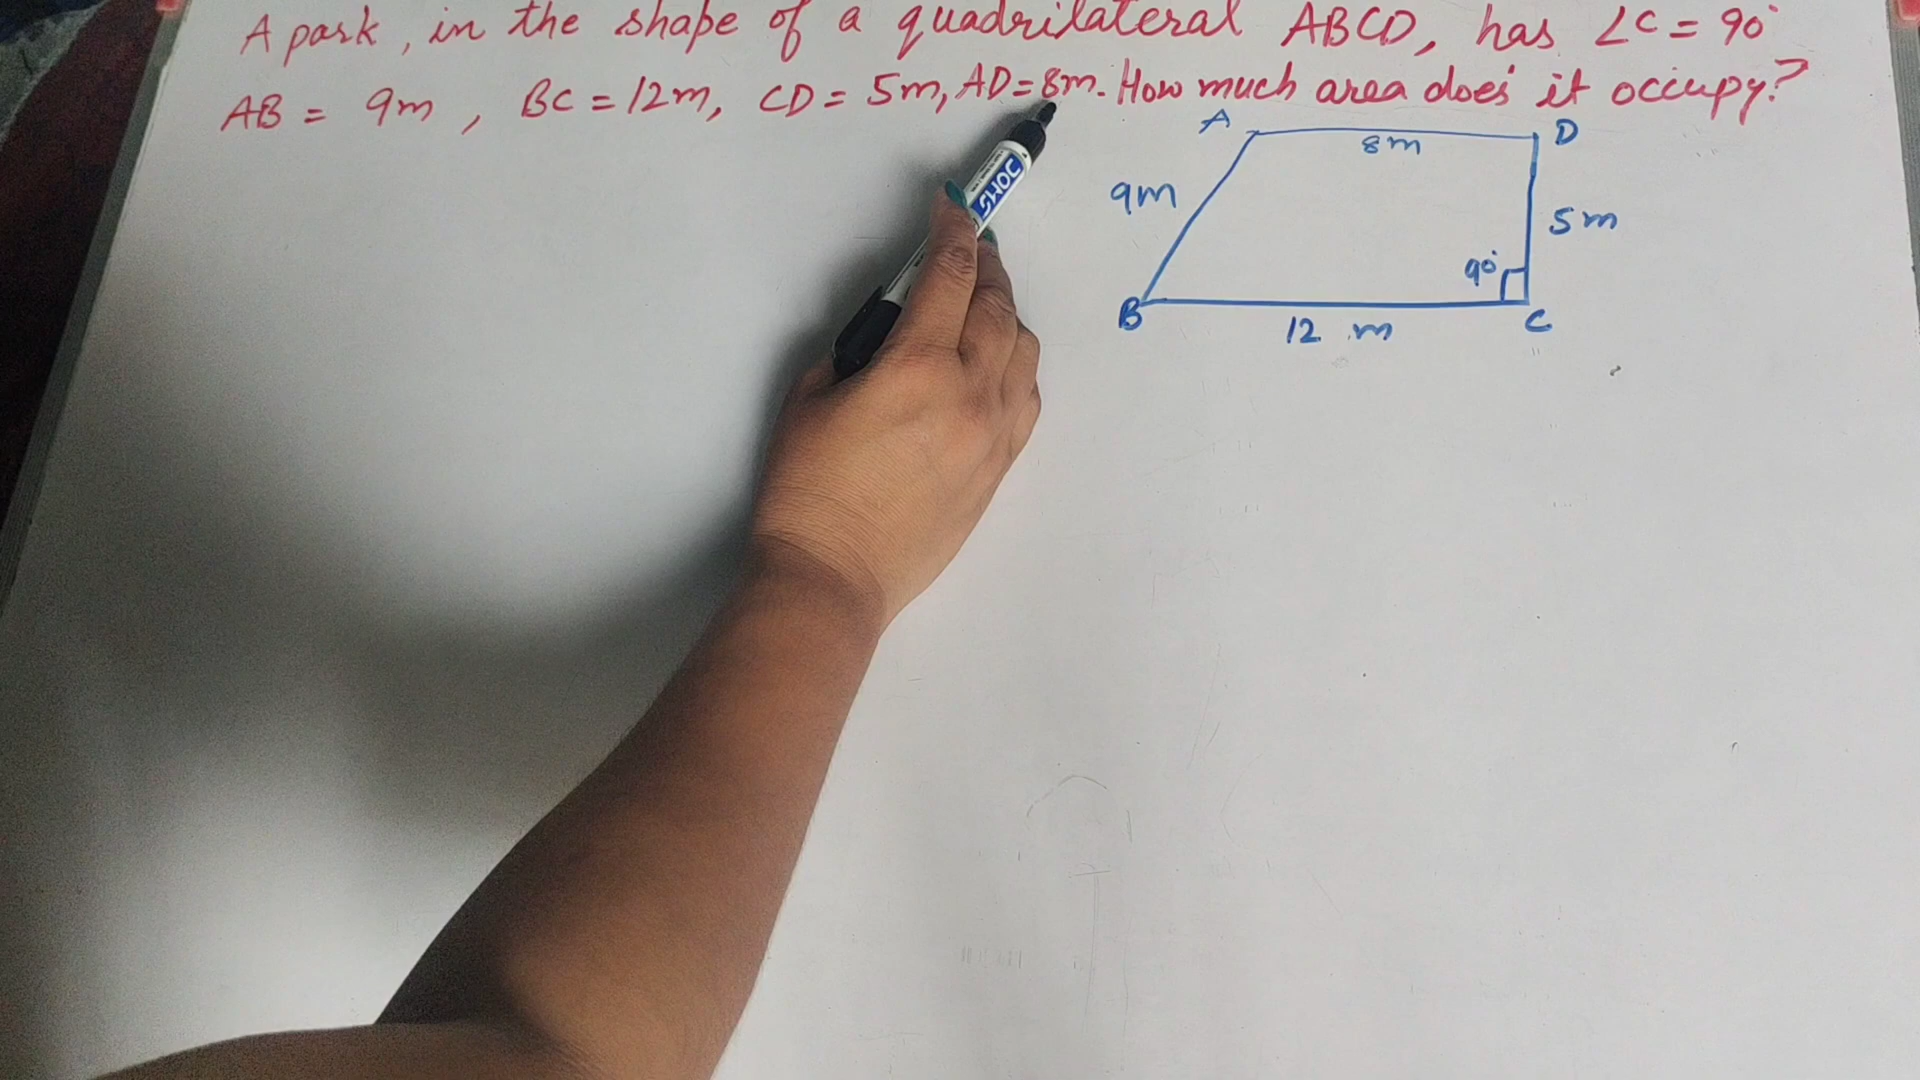 A park, in the shape of a quadrilateral ABCD, has ∠C = 90°
AB = 9m, BC = 12m, CD = 5m, AD = 8m. How much area does it occupy?
A
8m
D
9m
5m
90°
B
12 m
C